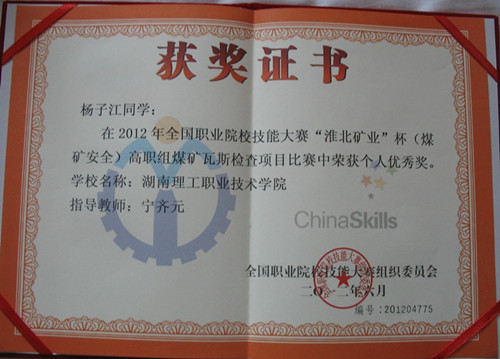 获奖证书
杨子江同学：
在2012年全国职业院校技能大赛“淮北矿业”杯（煤
矿安全）高职组煤矿瓦斯检查项目比赛中荣获个人优秀奖。
学校名称：湖南理工职业技术学院
指导教师：宁齐元
ChinaSkills
全国职业院校技能大赛组织委员会
二〇一二年六月
编号：201204775